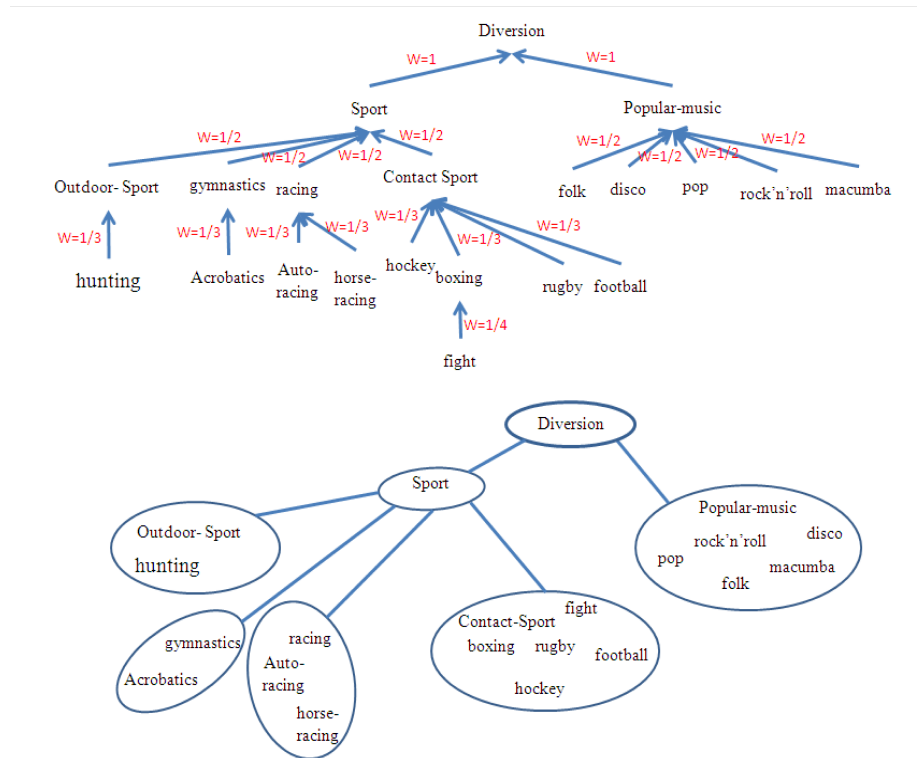 Diversion
W=1
W=1
Sport
Popular-music
W=1/2
W=1/2
W=1/2
W=1/2
W=1/2
W=1/2
W=1/2
W=1/2
Outdoor- Sport
gymnastics
racing
Contact Sport
folk
disco
pop
rock'n'roll
macumba
W=1/3
W=1/3
W=1/3
W=1/3
W=1/3
W=1/3
W=1/3
hunting
Acrobatics
Auto-
racing
horse-
racing
hockey
boxing
rugby
football
W=1/4
fight
Diversion
Sport
Outdoor- Sport
hunting
Popular-music
rock'n'roll
disco
pop
macumba
folk
gymnastics
Acrobatics
racing
Auto-
racing
horse-
racing
fight
Contact-Sport
boxing
rugby
football
hockey